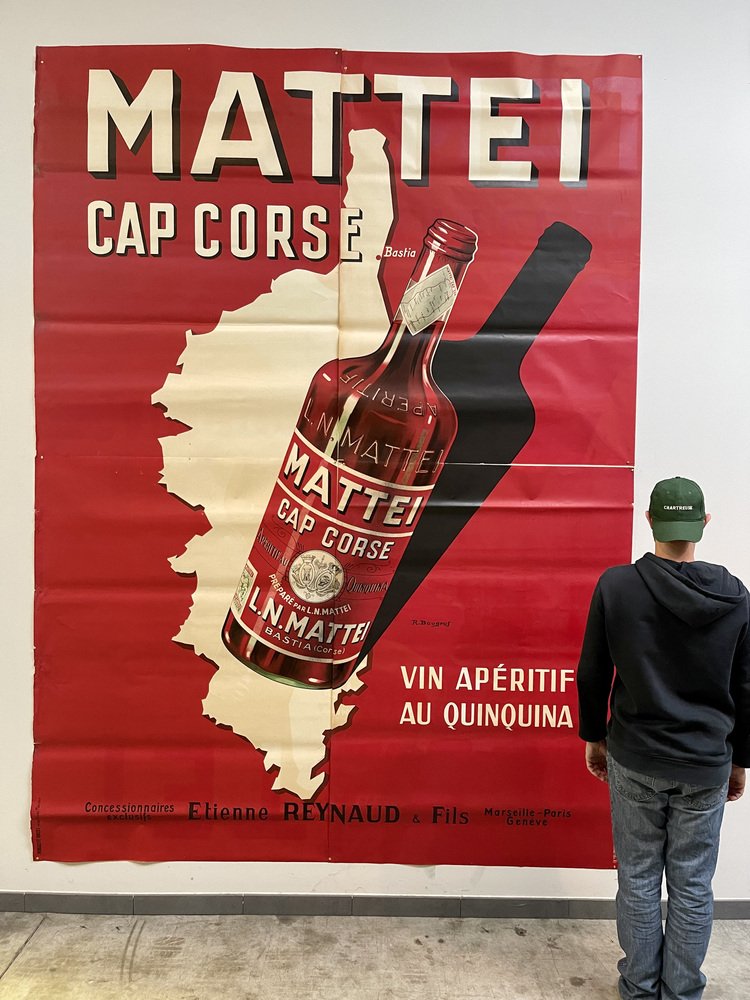 MATTEI
CAP CORSE
Bastia
APÉRITIF
L.N. MATTEI
MATTEI
CAP CORSE
Quinquina
PRÉPARÉ PAR L.N. MATTEI
L.N. MATTEI
BASTIA (Corse)
CHARTREUSE
VIN APÉRITIF
AU QUINQUINA
Concessionnaires
exclusifs
Etienne REYNAUD & Fils
Marseille-Paris
Genève